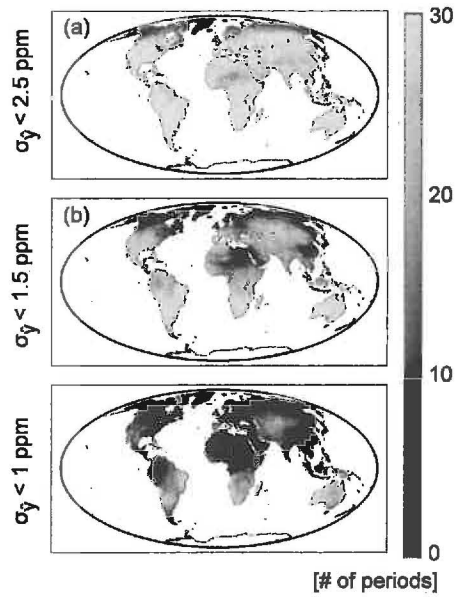 (a)
σŷ < 2.5 ppm
(b)
σŷ < 1.5 ppm
σŷ < 1 ppm
30
20
10
0
[# of periods]